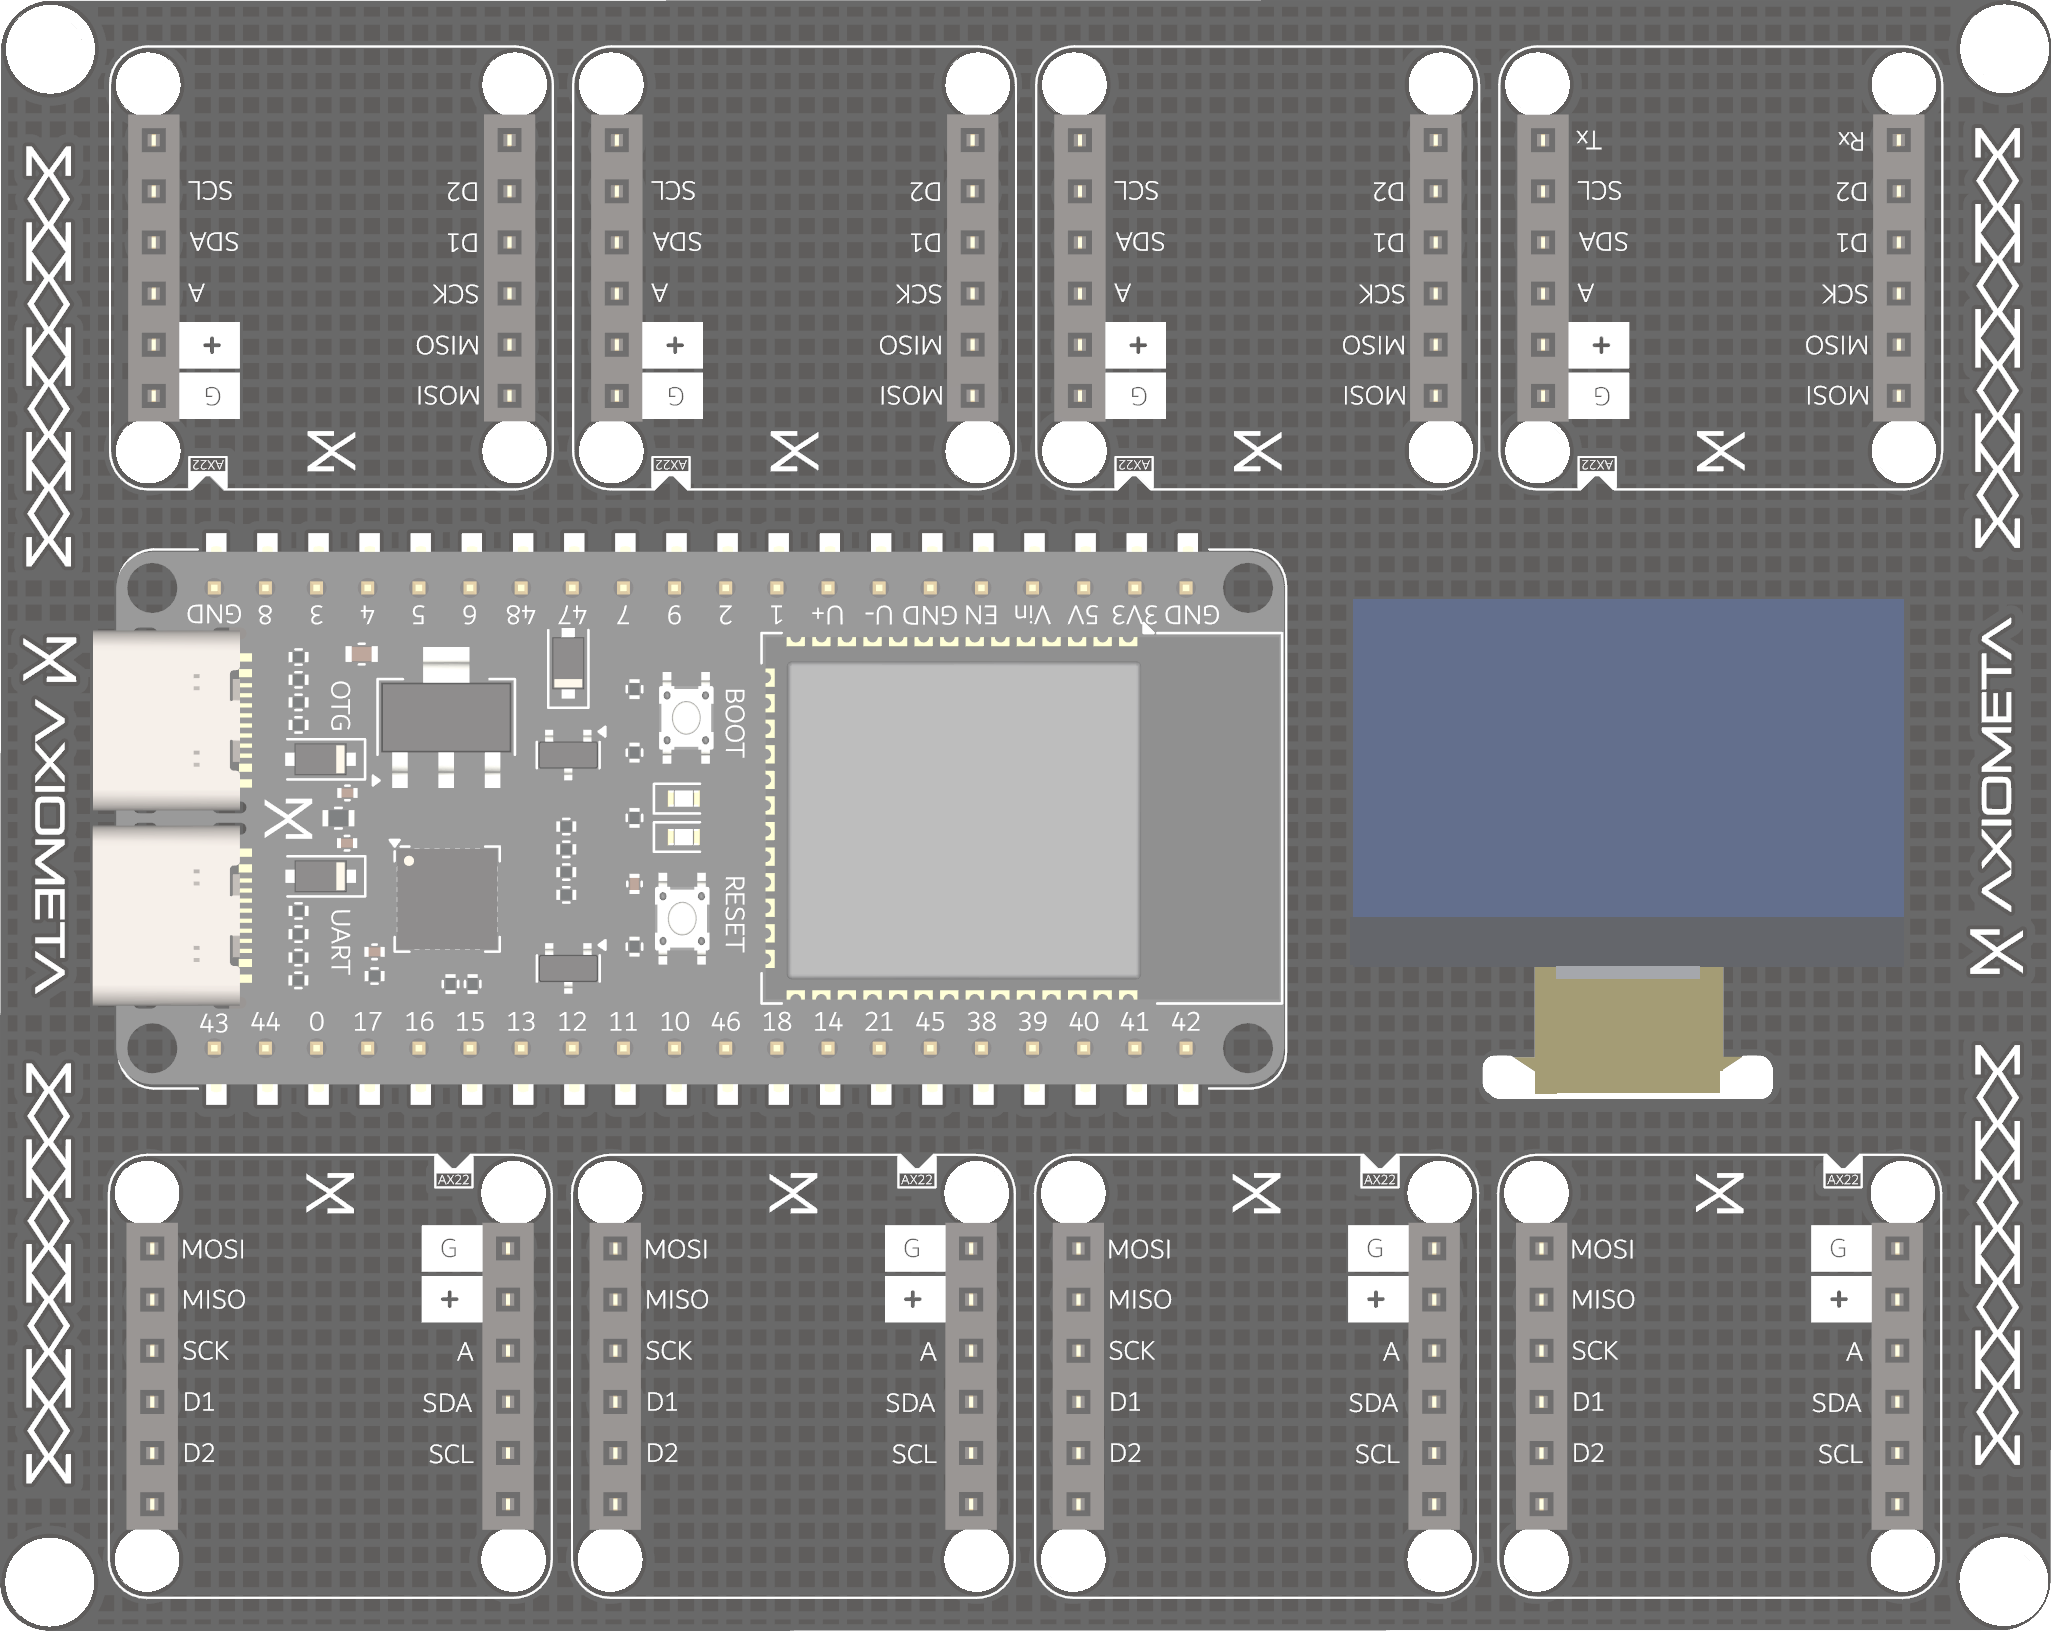 Tx Rx
SCL D2 SCL D2 SCL D2 SCL D2
SDA D1 SDA D1 SDA D1 SDA D1
A SCK A SCK A SCK A SCK
+ MISO + MISO + MISO + MISO
G MOSI G MOSI G MOSI G MOSI
AX22 AX22 AX22 AX22
GND 8 3 4 5 6 48 47 7 9 2 1 U+ U- GND EN Vin 5V 3V3 GND
AXIOMETA
OTG
BOOT
UART
RESET
AXIOMETA
43 44 0 17 16 15 13 12 11 10 46 18 14 21 45 38 39 40 41 42
AX22 AX22 AX22 AX22
MOSI G MOSI G MOSI G MOSI G
MISO + MISO + MISO + MISO +
SCK A SCK A SCK A SCK A
D1 SDA D1 SDA D1 SDA D1 SDA
D2 SCL D2 SCL D2 SCL D2 SCL